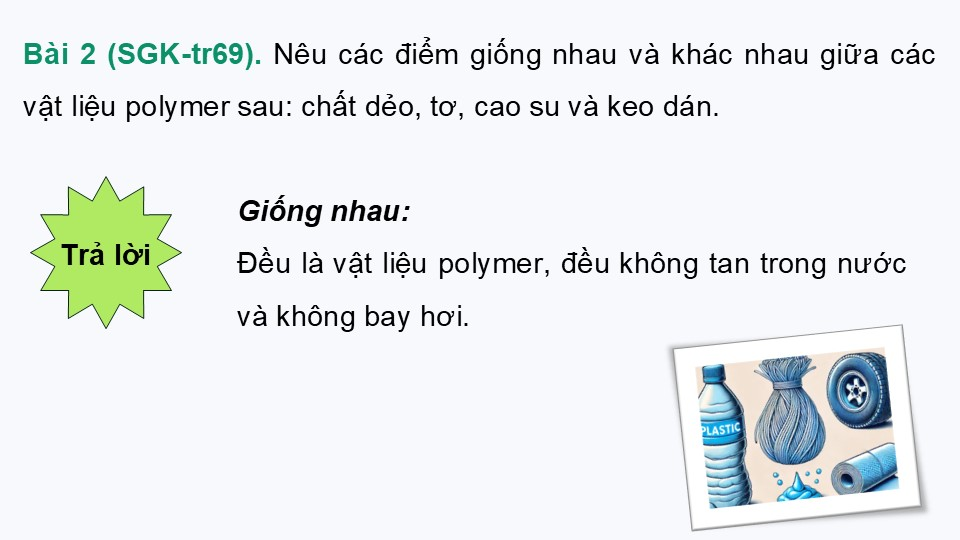 Bài 2 (SGK-tr69). Nêu các điểm giống nhau và khác nhau giữa các
vật liệu polymer sau: chất dẻo, tơ, cao su và keo dán.
Trả lời
Giống nhau:
Đều là vật liệu polymer, đều không tan trong nước
và không bay hơi.
PLASTIC